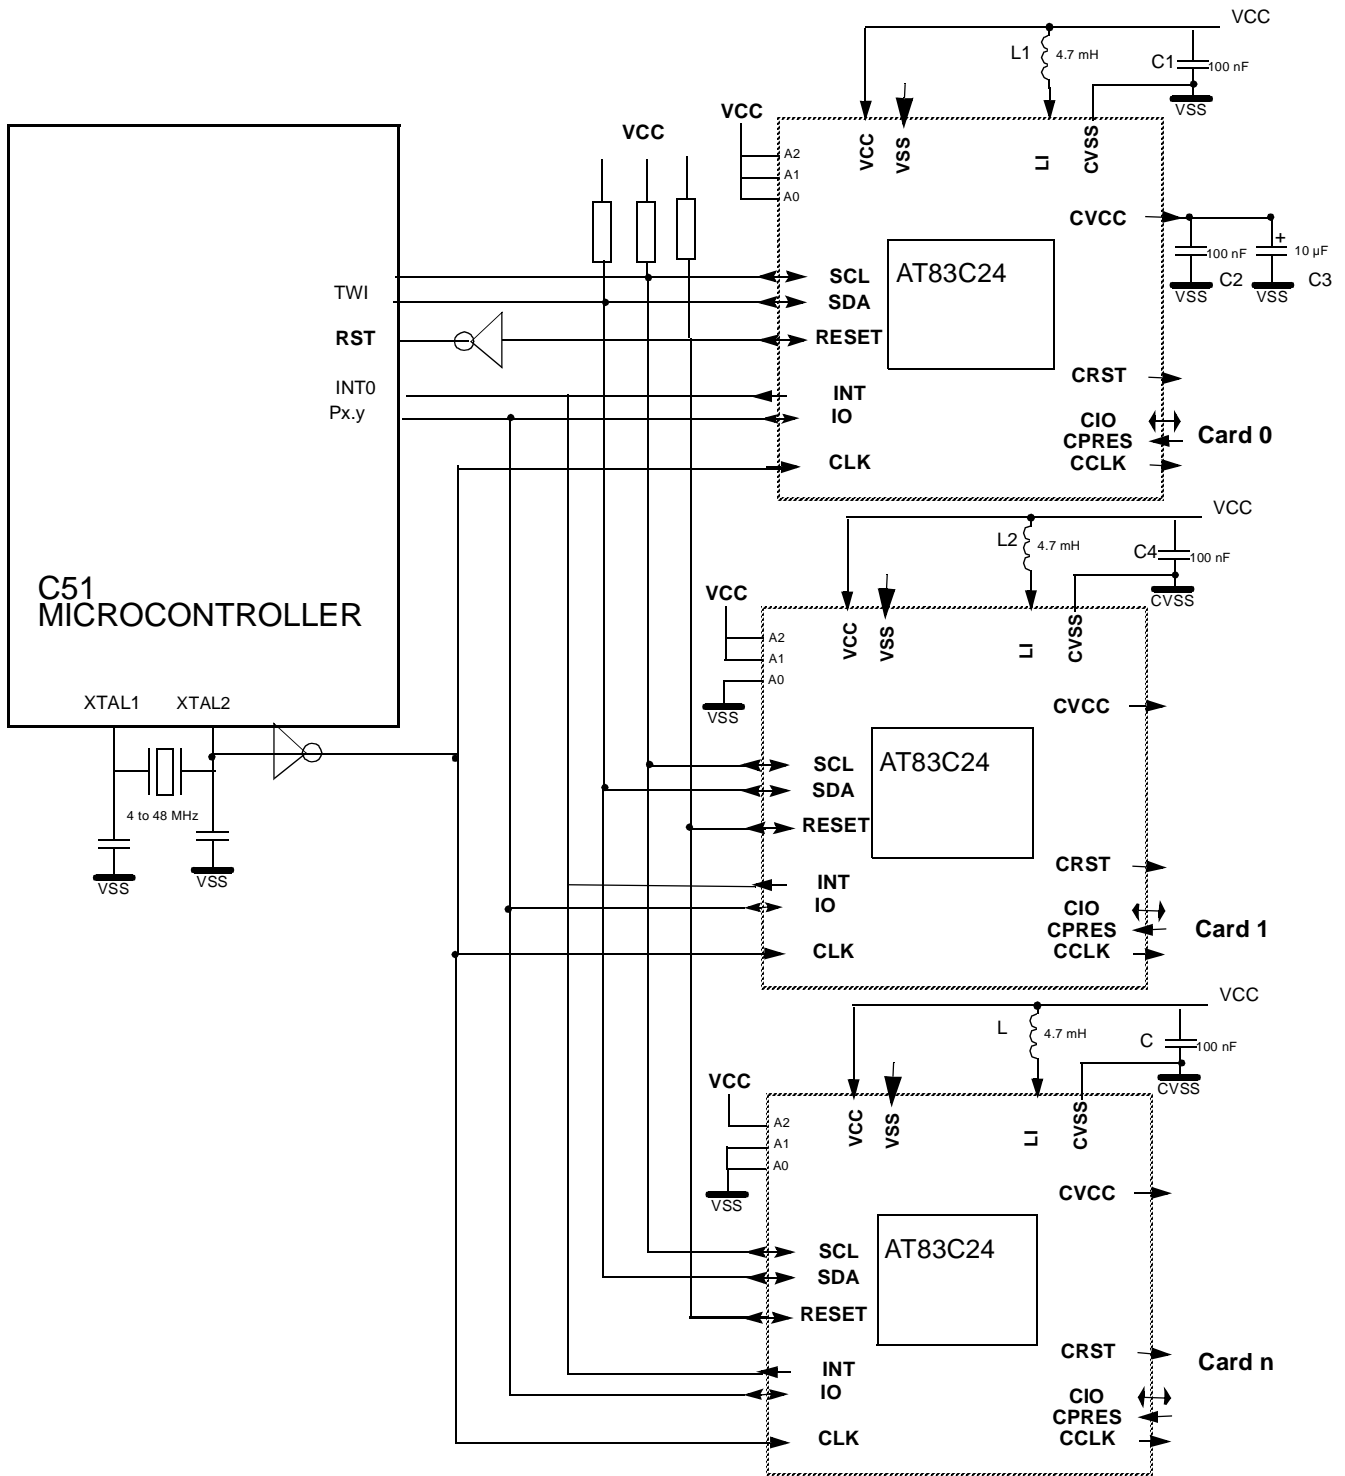 VCC
L1
4.7 mH
C1
100 nF
VSS
VCC
VCC
VSS
LI
CVSS
A2
A1
A0
VCC
CVCC
100 nF
C2
VSS
+
10 µF
C3
VSS
AT83C24
SCL
SDA
RESET
INT
IO
CLK
CRST
CIO
CPRES
CCLK
Card 0
TWI
RST
INT0
Px.y
C51
MICROCONTROLLER
XTAL1
XTAL2
4 to 48 MHz
VSS
VSS
VCC
L2
4.7 mH
C4
100 nF
CVSS
VCC
VCC
VSS
LI
CVSS
A2
A1
A0
VSS
CVCC
AT83C24
SCL
SDA
RESET
INT
IO
CLK
CRST
CIO
CPRES
CCLK
Card 1
VCC
L
4.7 mH
C
100 nF
CVSS
VCC
VCC
VSS
LI
CVSS
A2
A1
A0
VSS
CVCC
AT83C24
SCL
SDA
RESET
INT
IO
CLK
CRST
CIO
CPRES
CCLK
Card n